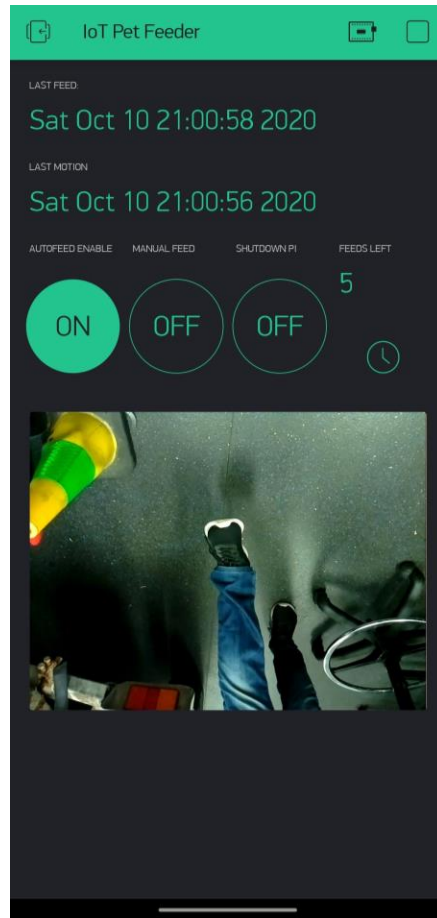 IoT Pet Feeder
LAST FEED:
Sat Oct 10 21:00:58 2020
LAST MOTION
Sat Oct 10 21:00:56 2020
AUTOFEED ENABLE MANUAL FEED SHUTDOWN PI FEEDS LEFT
5
ON OFF OFF